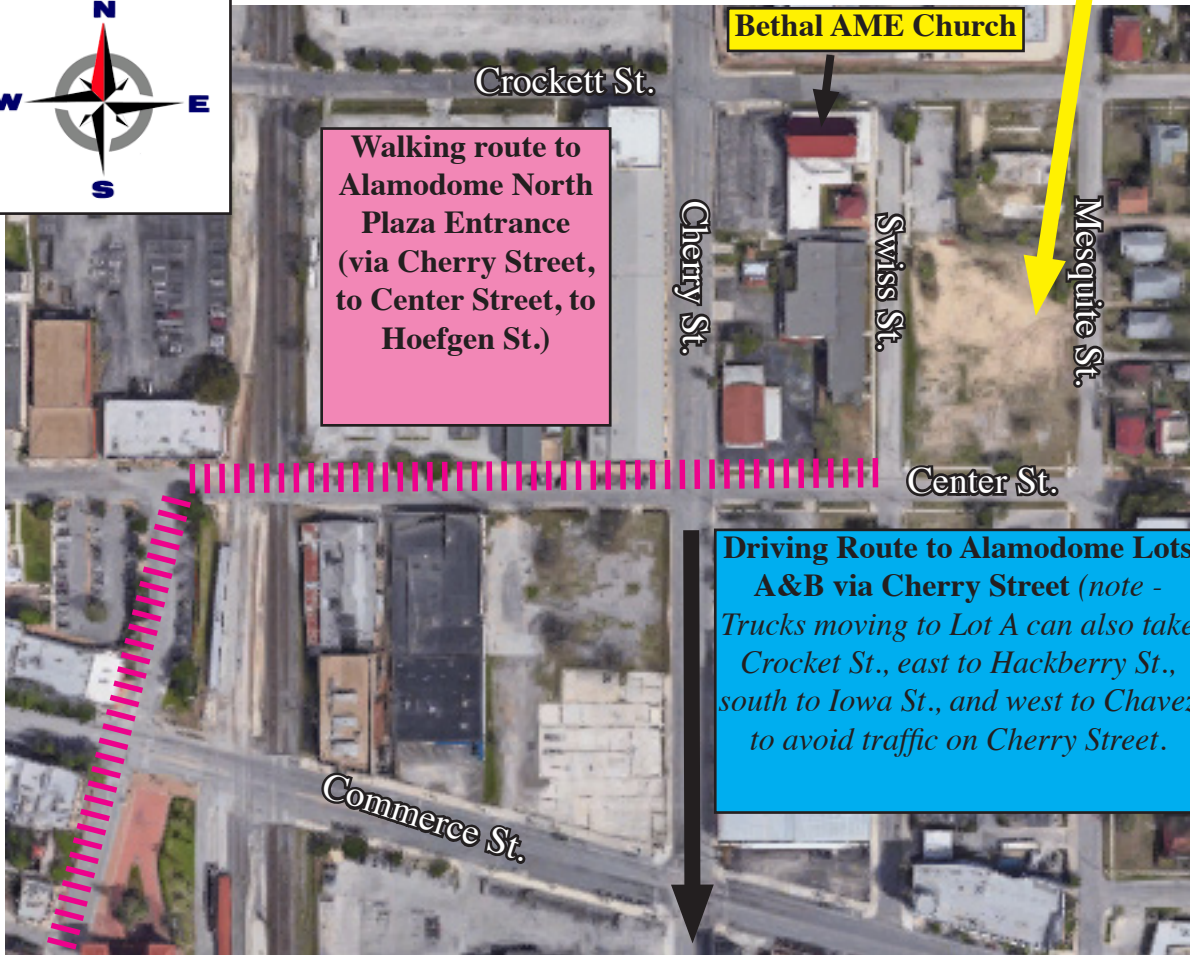 N
W
E
S
Bethal AME Church
Crockett St.
Walking route to
Alamodome North
Plaza Entrance
(via Cherry Street,
to Center Street, to
Hoefgen St.)
Cherry St.
Swiss St.
Mesquite St.
Center St.
Driving Route to Alamodome Lots
A&B via Cherry Street (note -
Trucks moving to Lot A can also take
Crocket St., east to Hackberry St.,
south to Iowa St., and west to Chavez
to avoid traffic on Cherry Street.
Commerce St.